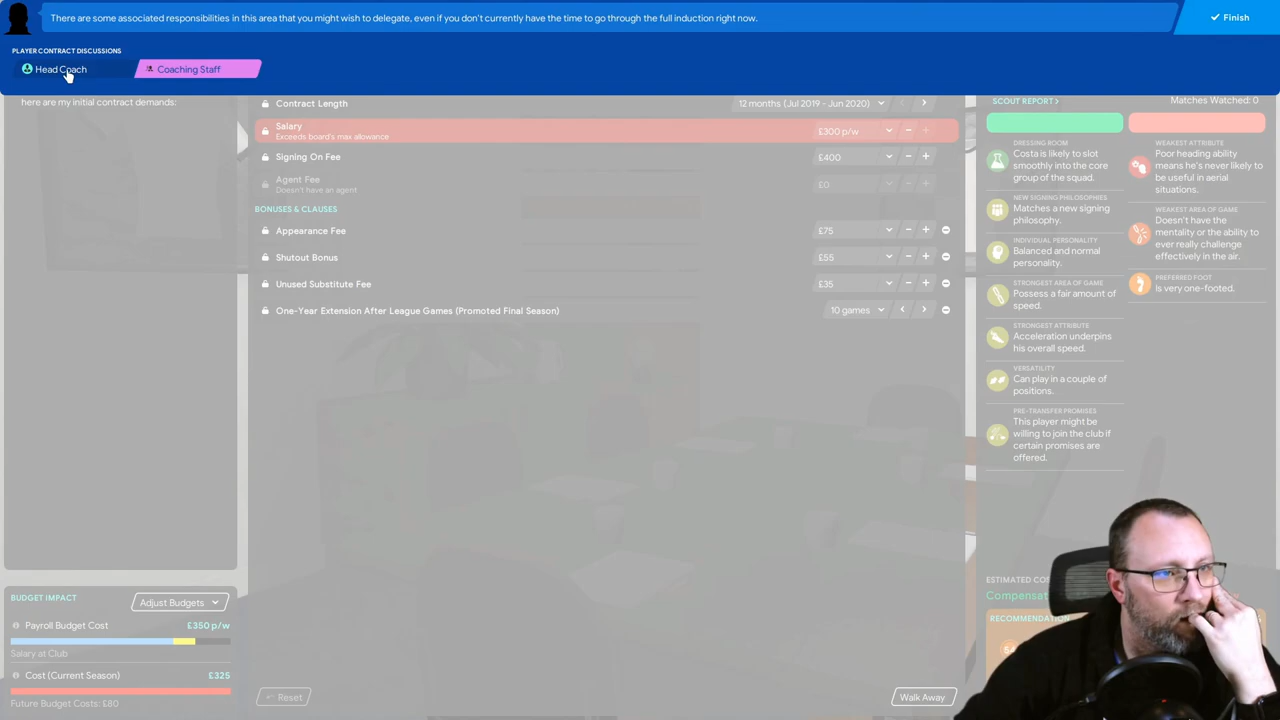 There are some associated responsibilities in this area that you might wish to delegate, even if you don't currently have the time to go through the full induction right now.
Finish
PLAYER CONTRACT DISCUSSIONS
Head Coach
Coaching Staff
here are my initial contract demands:
Contract Length
12 months (Jul 2019 - Jun 2020)
Salary
Exceeds board's max allowance
£300 p/w
Signing On Fee
£400
Agent Fee
Doesn't have an agent
£0
BONUSES & CLAUSES
Appearance Fee
£75
Shutout Bonus
£55
Unused Substitute Fee
£35
One-Year Extension After League Games (Promoted Final Season)
10 games
SCOUT REPORT >
Matches Watched: 0
DRESSING ROOM
Costa is likely to slot
smoothly into the core
group of the squad.
NEW SIGNING PHILOSOPHIES
Matches a new signing
philosophy.
INDIVIDUAL PERSONALITY
Balanced and normal
personality.
STRONGEST AREA OF GAME
Possess a fair amount of
speed.
STRONGEST ATTRIBUTE
Acceleration underpins
his overall speed.
VERSATILITY
Can play in a couple of
positions.
PRE-TRANSFER PROMISES
This player might be
willing to join the club if
certain promises are
offered.
WEAKEST ATTRIBUTE
Poor heading ability
means he's never likely to
be useful in aerial
situations.
WEAKEST AREA OF GAME
Doesn't have the
mentality or the ability to
ever really challenge
effectively in the air.
PREFERRED FOOT
Is very one-footed.
BUDGET IMPACT
Adjust Budgets
Payroll Budget Cost
£350 p/w
Salary at Club
Cost (Current Season)
£325
Future Budget Costs: £80
Reset
Walk Away
ESTIMATED
RECOMMENDATION